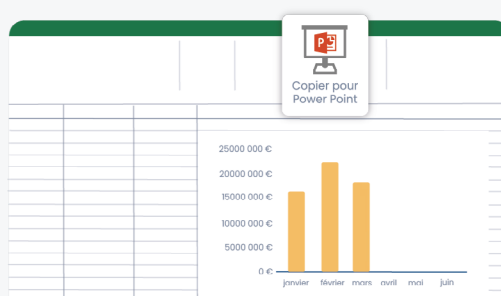 P
Copier pour
Power Point
25000 000 €
20000 000 €
15000 000 €
10000 000 €
5000 000 €
0 €
janvier février mars avril mai juin